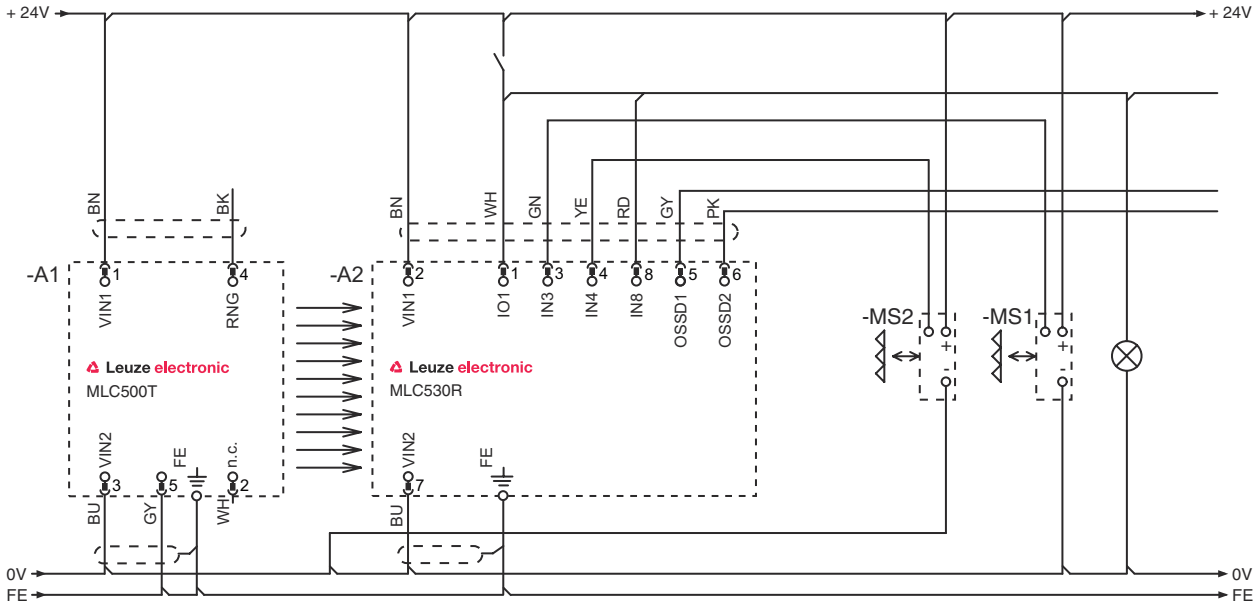 + 24V
+ 24V
BN
BK
BN
WH
GN
YE
RD
GY
PK
-A1
1
4
-A2
2
1
3
4
8
5
6
VIN1
RNG
VIN1
IO1
IN3
IN4
IN8
OSSD1
OSSD2
-MS2
-MS1
+
-
+
-
Leuze electronic
MLC500T
Leuze electronic
MLC530R
VIN2
FE
n.c.
VIN2
FE
3
5
2
7
BU
GY
WH
BU
0V
0V
FE
FE